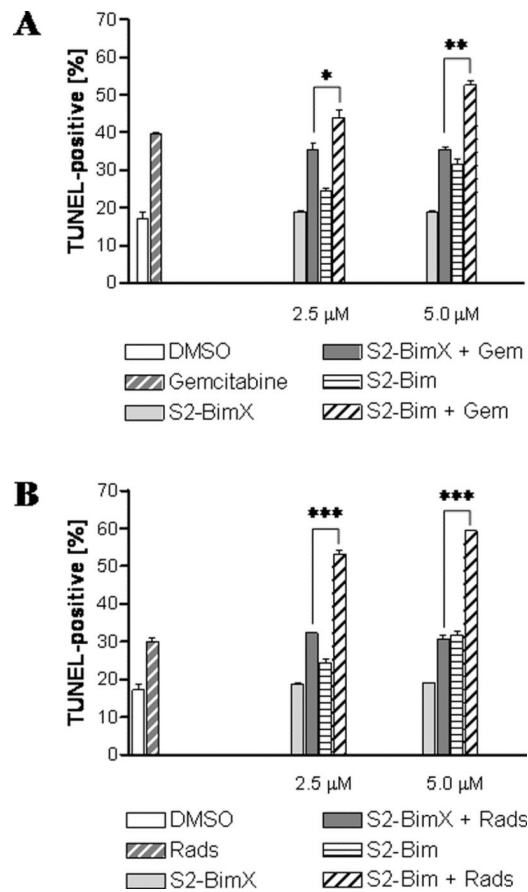 A
TUNEL-positive [%]
70
60
50
40
30
20
10
0
*
**
2.5 µM
5.0 µM
DMSO
S2-BimX + Gem
Gemcitabine
S2-Bim
S2-BimX
S2-Bim + Gem
B
TUNEL-positive [%]
70
60
50
40
30
20
10
0
***
***
2.5 µM
5.0 µM
DMSO
S2-BimX + Rads
Rads
S2-Bim
S2-BimX
S2-Bim + Rads